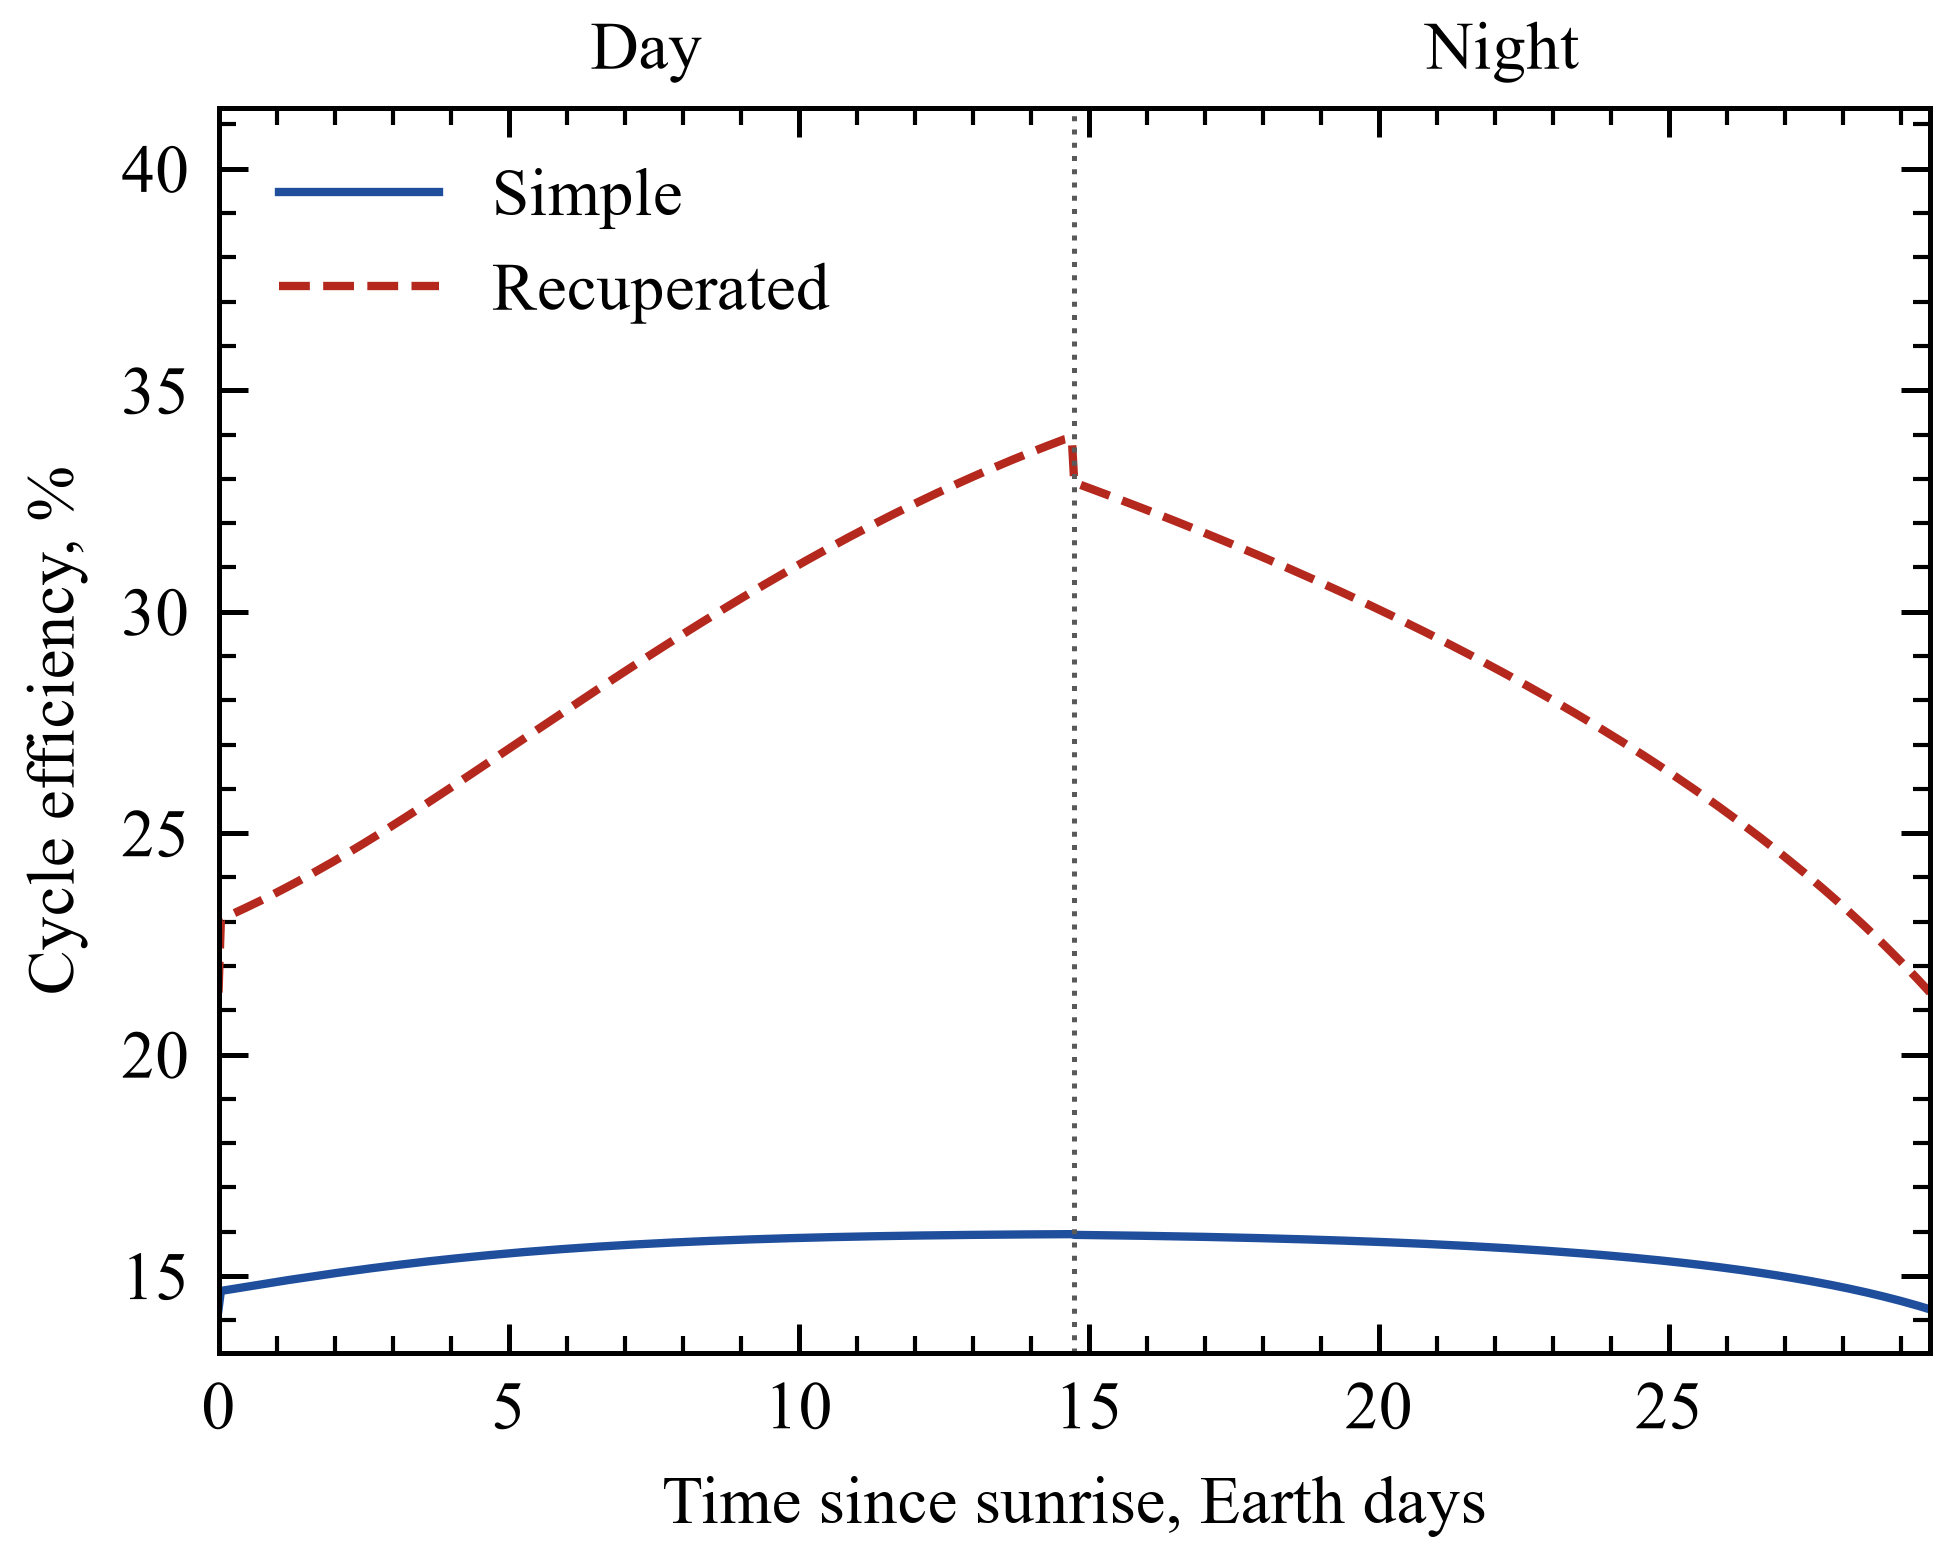 Day Night
Simple
Recuperated
40
35
30
25
20
15
Cycle efficiency, %
0 5 10 15 20 25
Time since sunrise, Earth days